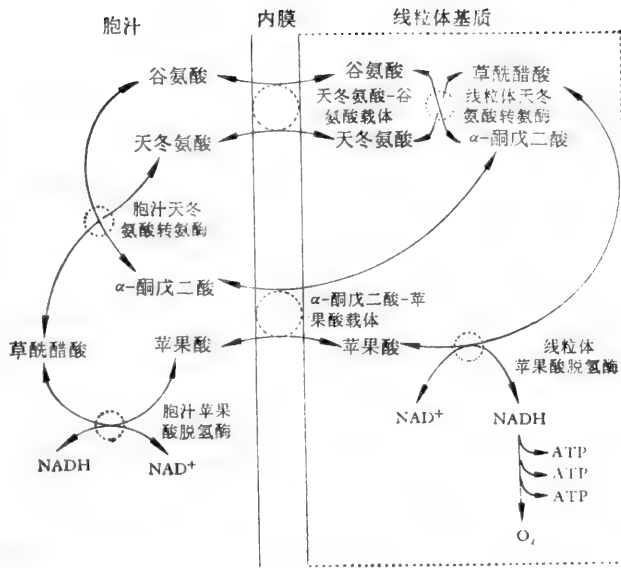 胞汁
内膜
线粒体基质
谷氨酸
谷氨酸
草酰醋酸
天冬氨酸-谷
氨酸载体
线粒体天冬
氨酸转氨酶
天冬氨酸
天冬氨酸
α-酮戊二酸
胞汁天冬
氨酸转氨酶
α-酮戊二酸
α-酮戊二酸-苹
果酸载体
草酰醋酸
苹果酸
苹果酸
线粒体
苹果酸脱氢酶
胞汁苹果
酸脱氢酶
NADH
NAD⁺
NAD⁺
NADH
ATP
ATP
ATP
O₂